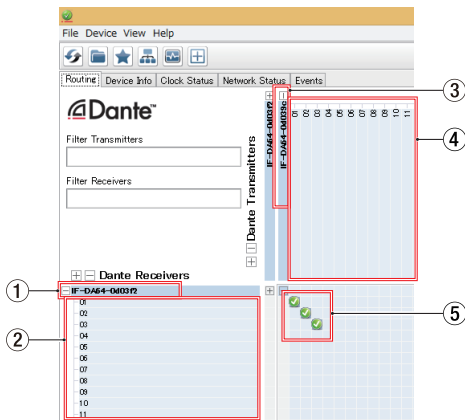 File Device View Help
Routing Device Info Clock Status Network Status Events
Dante™
Filter Transmitters
Filter Receivers
Dante Transmitters
IF-DA64-0d03f2
IF-DA64-0d039c
01 02 03 04 05 06 07 08 09 10 11
3
4
Dante Receivers
1
IF-DA64-0d03f2
2
01
02
03
04
05
06
07
08
09
10
11
5